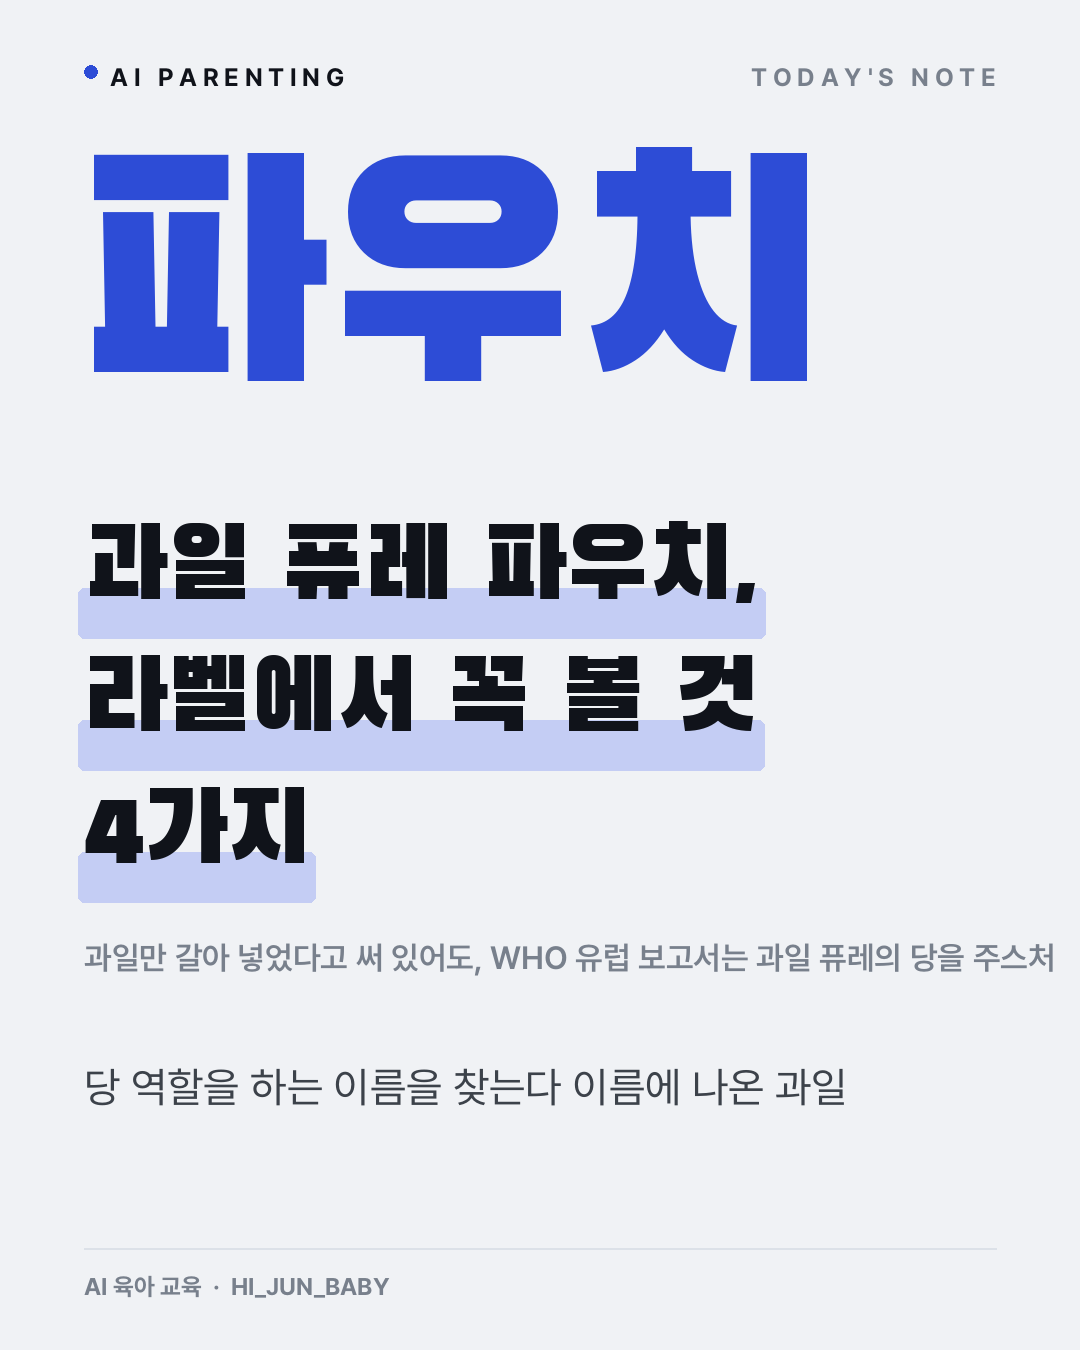 AI PARENTING
TODAY'S NOTE
파우치
과일 퓨레 파우치,
라벨에서 꼭 볼 것
4가지
과일만 갈아 넣었다고 써 있어도, WHO 유럽 보고서는 과일 퓨레의 당을 주스처
당 역할을 하는 이름을 찾는다 이름에 나온 과일
AI 육아 교육 · HI_JUN_BABY